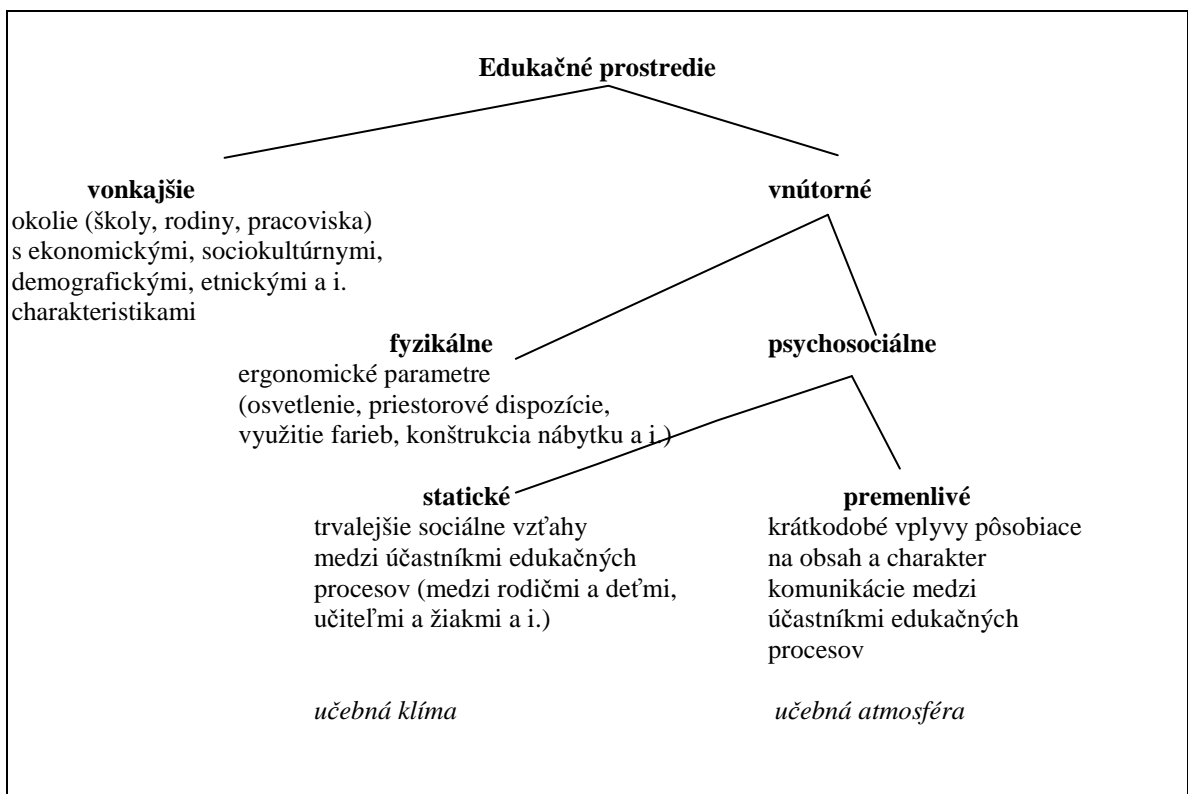 Edukačné prostredie
vonkajšie
okolie (školy, rodiny, pracoviska)
s ekonomickými, sociokultúrnymi,
demografickými, etnickými a i.
charakteristikami
vnútorné
fyzikálne
ergonomické parametre
(osvetlenie, priestorové dispozície,
využitie farieb, konštrukcia nábytku a i.)
psychosociálne
statické
trvalejšie sociálne vzťahy
medzi účastníkmi edukačných
procesov (medzi rodičmi a deťmi,
učiteľmi a žiakmi a i.)
učebná klíma
premenlivé
krátkodobé vplyvy pôsobiace
na obsah a charakter
komunikácie medzi
účastníkmi edukačných
procesov
učebná atmosféra